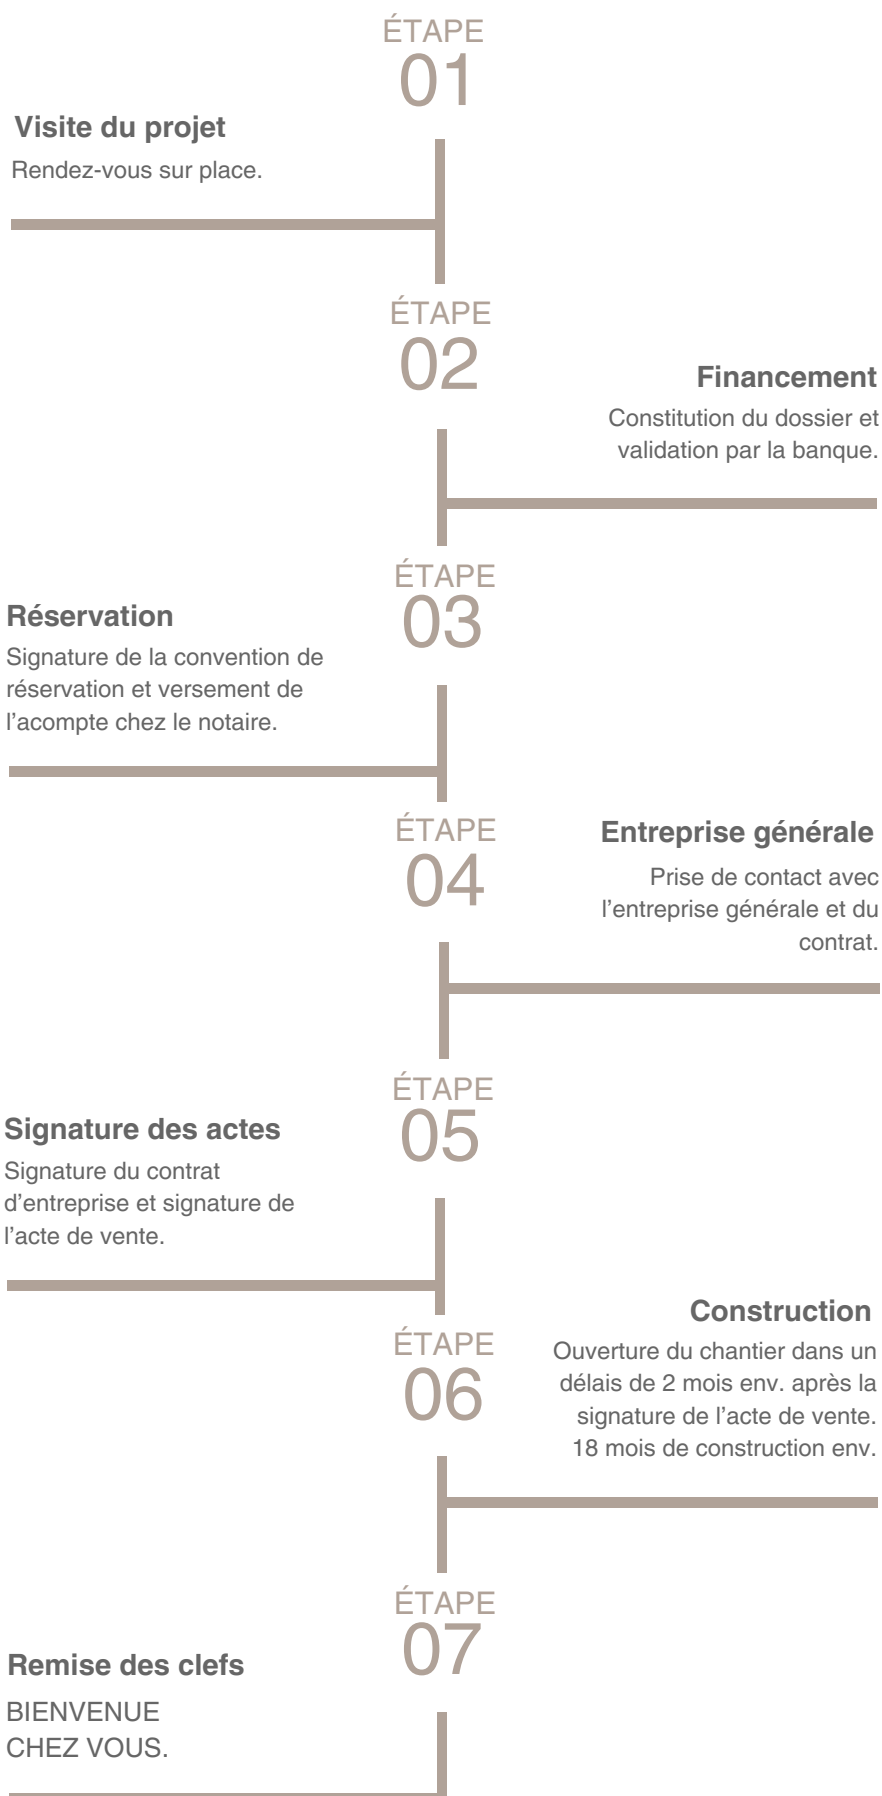 ÉTAPE
01
Visite du projet
Rendez-vous sur place.
ÉTAPE
02
Financement
Constitution du dossier et
validation par la banque.
ÉTAPE
03
Réservation
Signature de la convention de
réservation et versement de
l’acompte chez le notaire.
ÉTAPE
04
Entreprise générale
Prise de contact avec
l’entreprise générale et du
contrat.
ÉTAPE
05
Signature des actes
Signature du contrat
d’entreprise et signature de
l’acte de vente.
ÉTAPE
06
Construction
Ouverture du chantier dans un
délais de 2 mois env. après la
signature de l’acte de vente.
18 mois de construction env.
ÉTAPE
07
Remise des clefs
BIENVENUE
CHEZ VOUS.